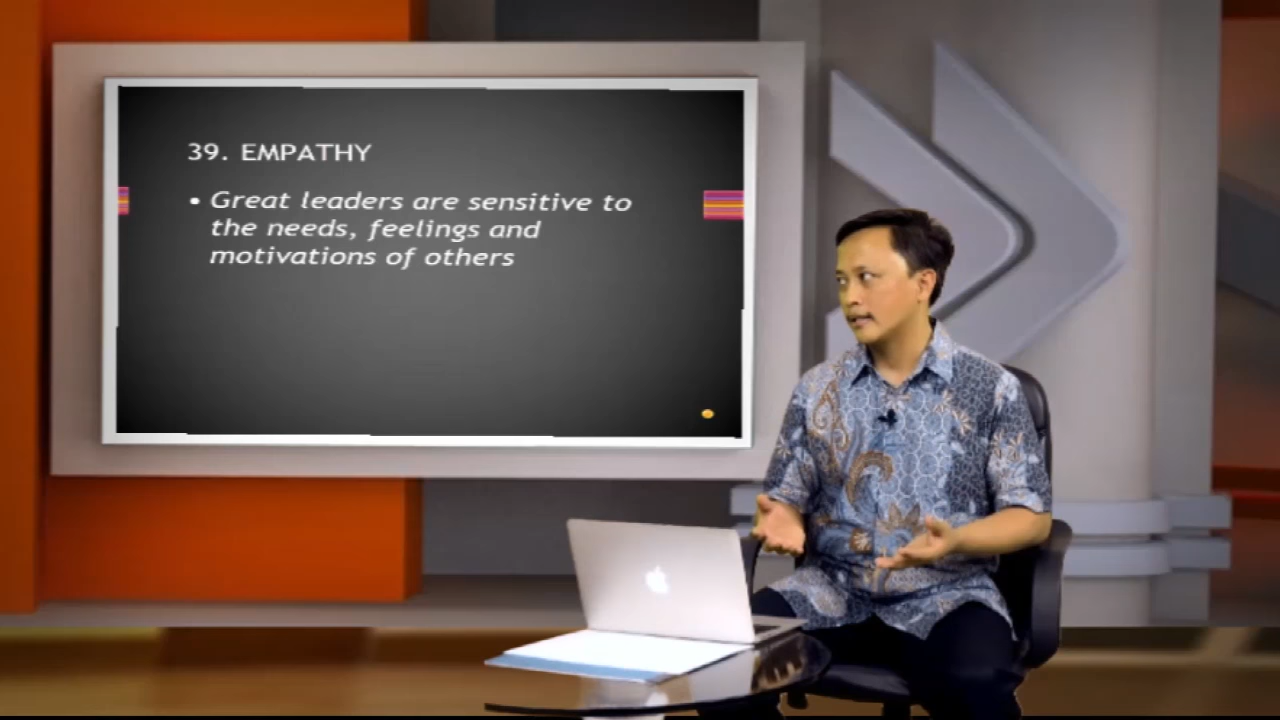 39. EMPATHY
• Great leaders are sensitive to
the needs, feelings and
motivations of others